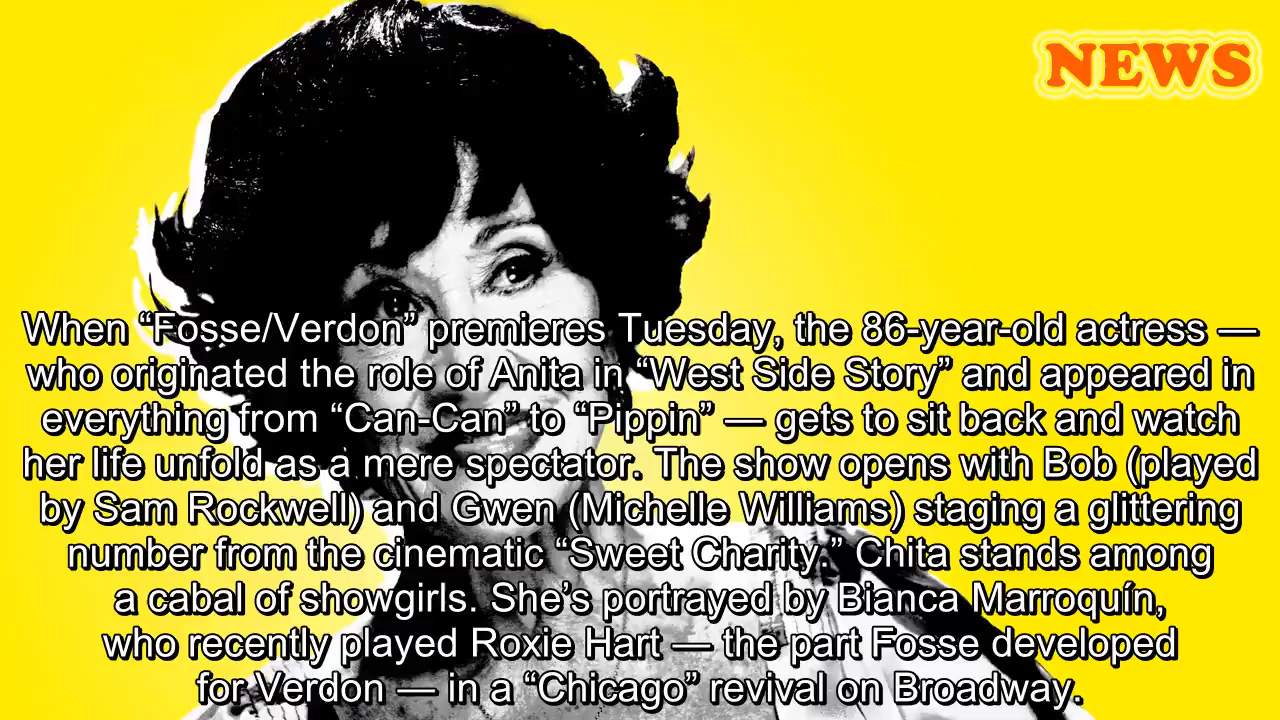 NEWS
When “Fosse/Verdon” premieres Tuesday, the 86-year-old actress —
who originated the role of Anita in “West Side Story” and appeared in
everything from “Can-Can” to “Pippin” — gets to sit back and watch
her life unfold as a mere spectator. The show opens with Bob (played
by Sam Rockwell) and Gwen (Michelle Williams) staging a glittering
number from the cinematic “Sweet Charity.” Chita stands among
a cabal of showgirls. She’s portrayed by Bianca Marroquín,
who recently played Roxie Hart — the part Fosse developed
for Verdon — in a “Chicago” revival on Broadway.